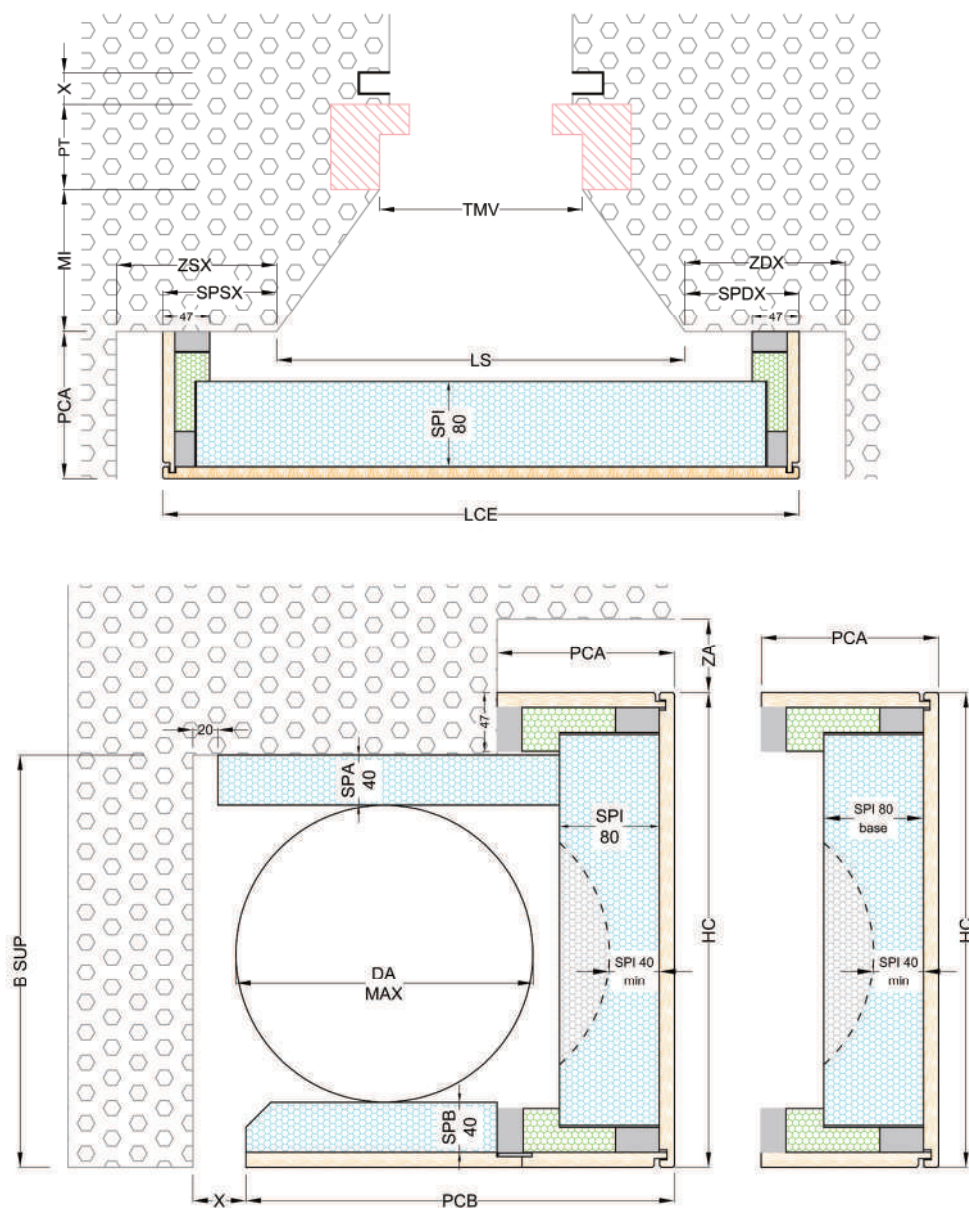 X
PT
TMV
MI
ZSX
ZDX
SPSX
SPDX
47
47
LS
PCA
SPI
80
LCE
PCA
ZA
PCA
47
20
SPA
40
SPI
80
SPI 80
base
B SUP
HC
HC
DA
MAX
SPI 40
min
SPI 40
min
SPB
40
X
PCB